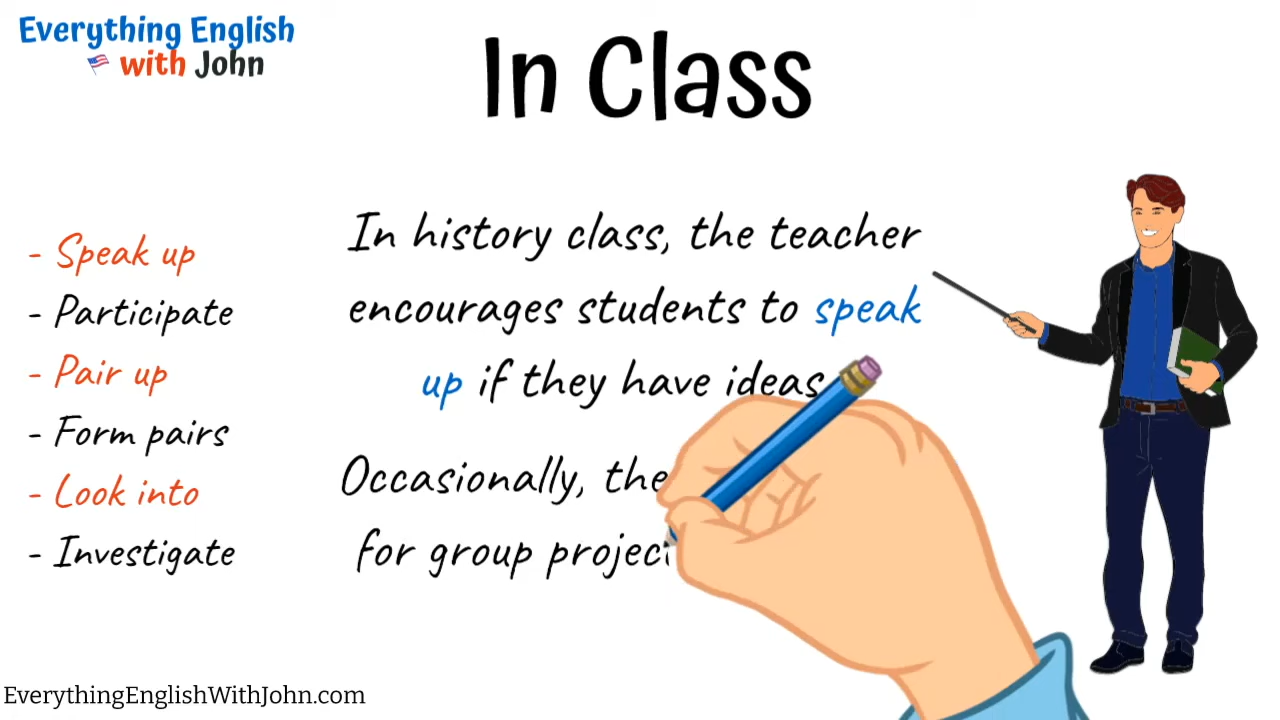 Everything English
with John
In Class
- Speak up
- Participate
- Pair up
- Form pairs
- Look into
- Investigate
In history class, the teacher
encourages students to speak
up if they have ideas
Occasionally, the
for group
EverythingEnglishWithJohn.com